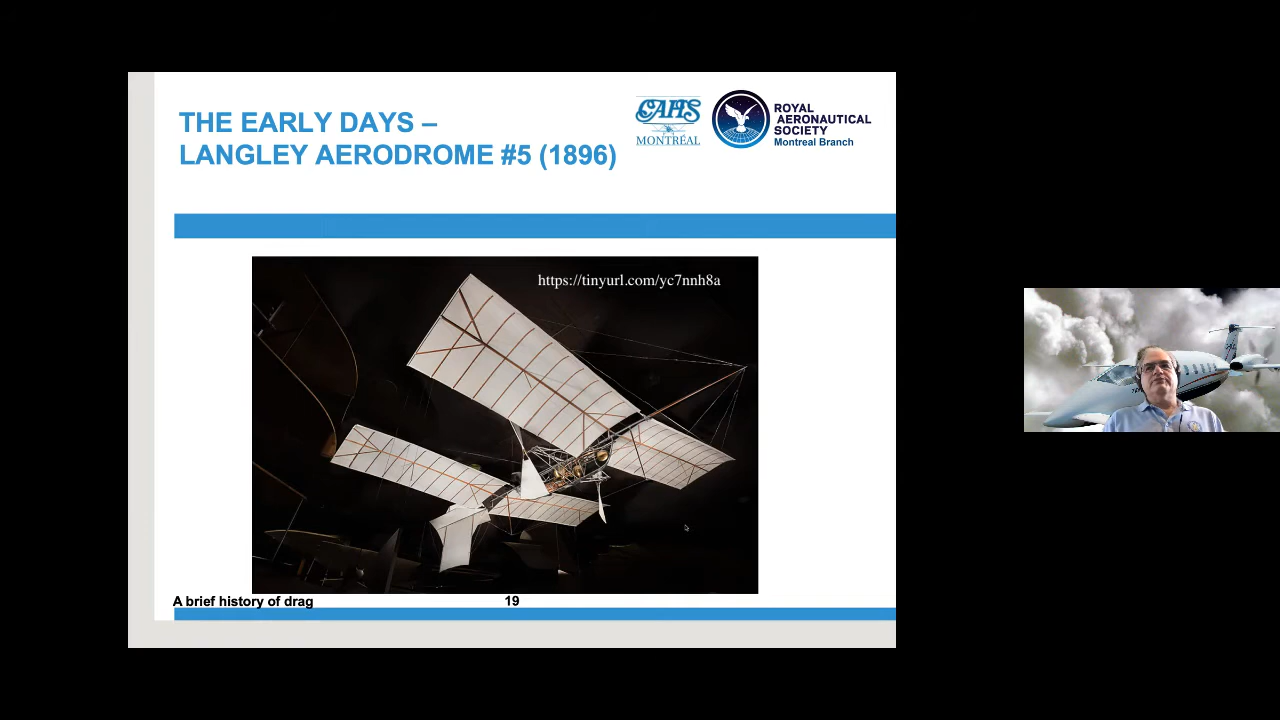 THE EARLY DAYS –
LANGLEY AERODROME #5 (1896)
CAHS
MONTRÉAL
ROYAL
AERONAUTICAL
SOCIETY
Montreal Branch
https://tinyurl.com/yc7nnh8a
A brief history of drag
19